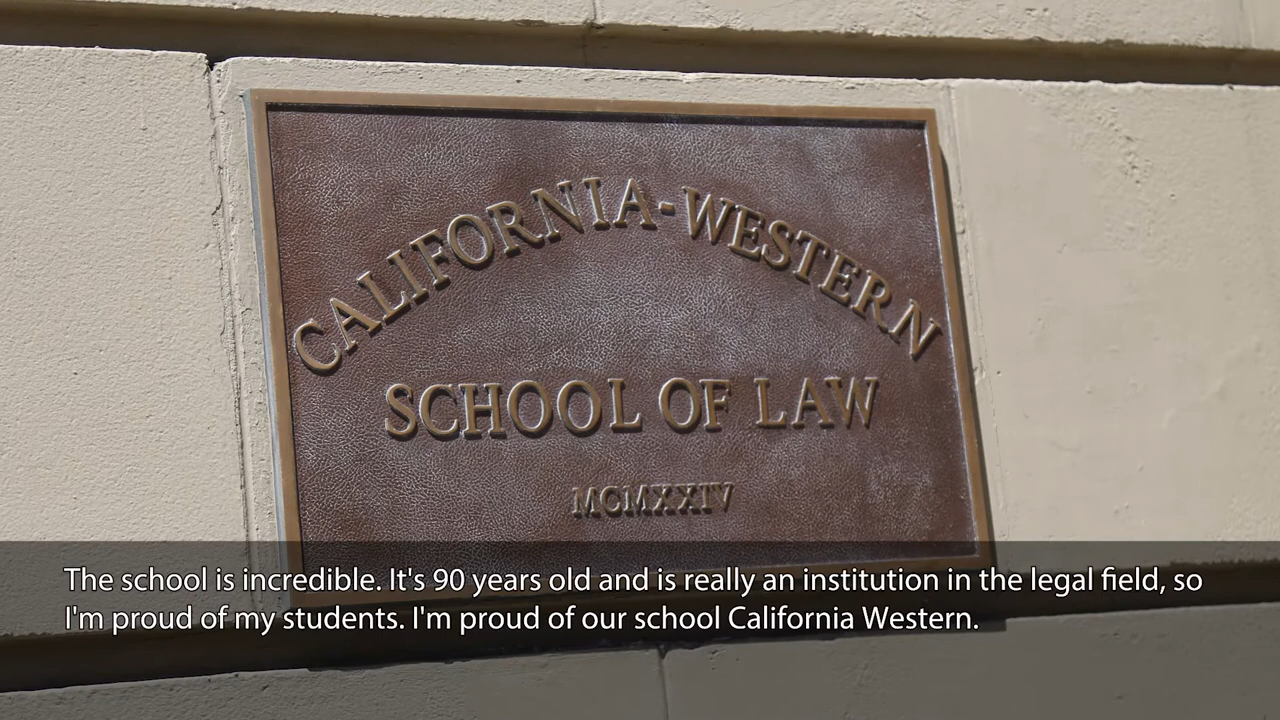 CALIFORNIA-WESTERN
SCHOOL OF LAW
MCMXXIV
The school is incredible. It's 90 years old and is really an institution in the legal field, so
I'm proud of my students. I'm proud of our school California Western.